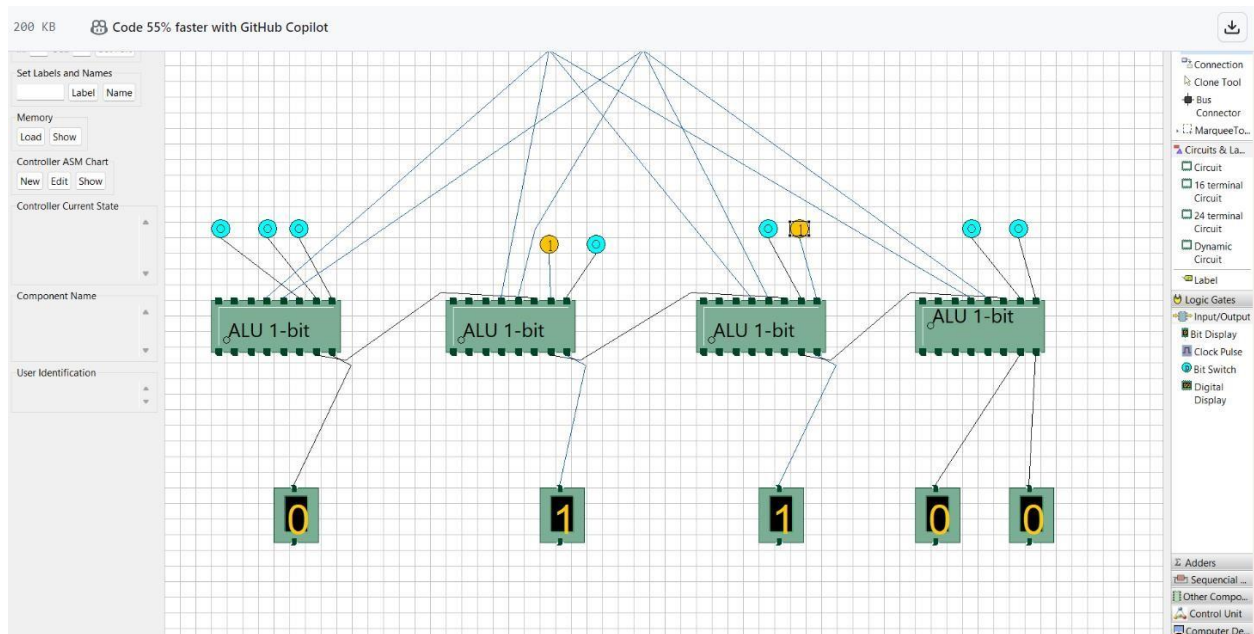 200 KB
Code 55% faster with GitHub Copilot
Set Labels and Names
Label Name
Memory
Load Show
Controller ASM Chart
New Edit Show
Controller Current State
Component Name
User Identification
1
1
ALU 1-bit
ALU 1-bit
ALU 1-bit
ALU 1-bit
0
1
1
0
0
Connection
Clone Tool
Bus
Connector
MarqueeTo...
Circuits & La...
Circuit
16 terminal
Circuit
24 terminal
Circuit
Dynamic
Circuit
Label
Logic Gates
Input/Output
Bit Display
Clock Pulse
Bit Switch
Digital
Display
Σ Adders
Sequential ...
Other Compo...
Control Unit
Computer De...